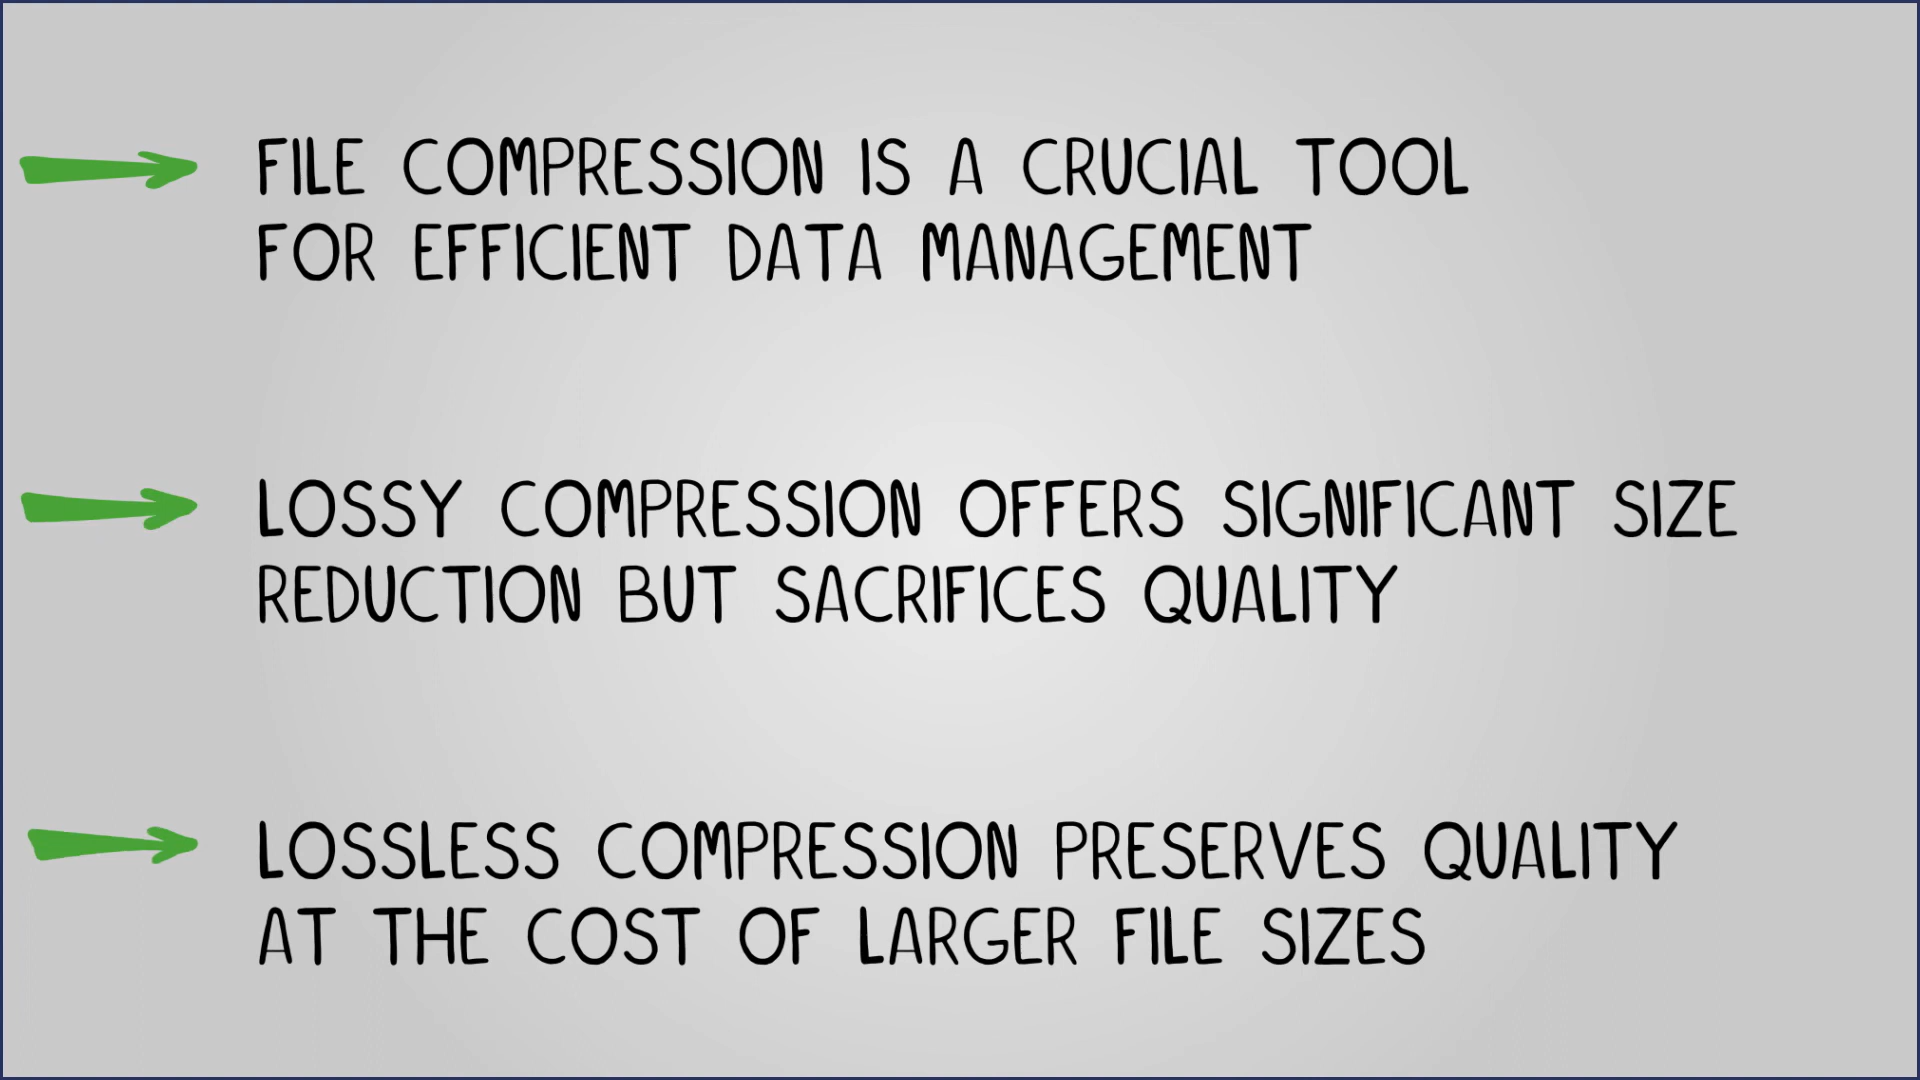 FILE COMPRESSION IS A CRUCIAL TOOL
FOR EFFICIENT DATA MANAGEMENT
LOSSY COMPRESSION OFFERS SIGNIFICANT SIZE
REDUCTION BUT SACRIFICES QUALITY
LOSSLESS COMPRESSION PRESERVES QUALITY
AT THE COST OF LARGER FILE SIZES